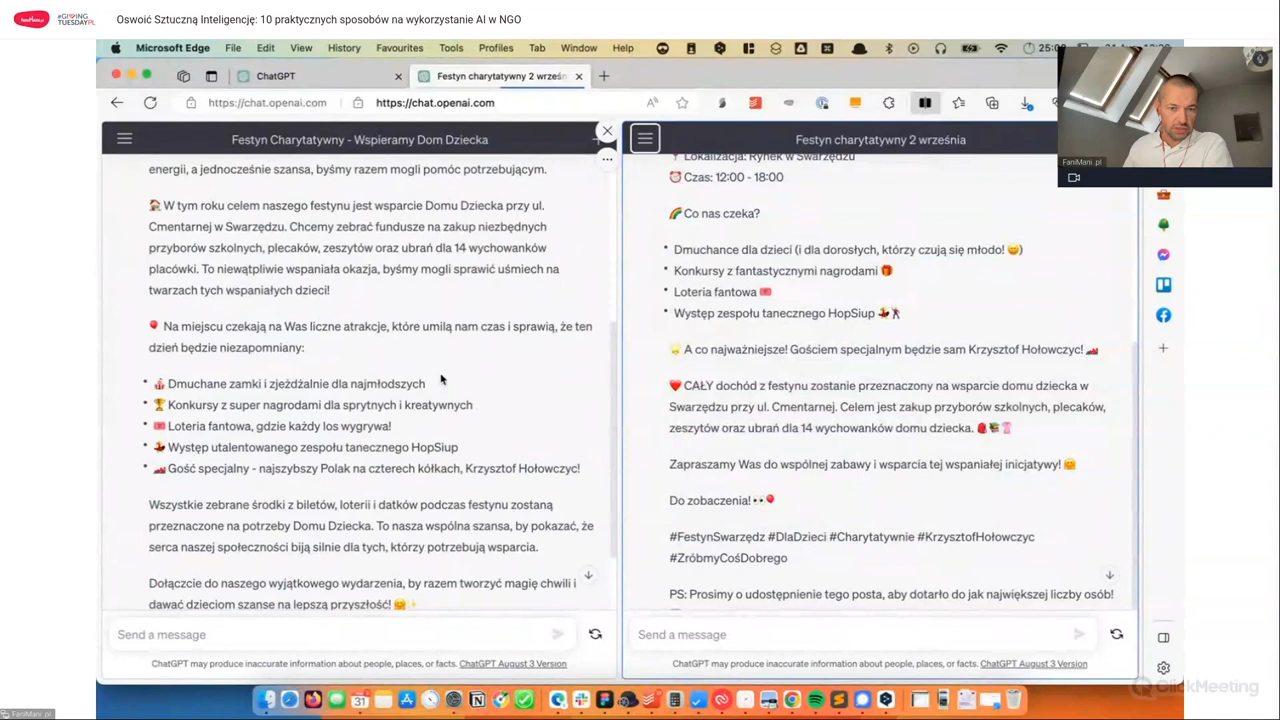 fanimani.pl
#GIVING
TUESDAYPL
Oswoić Sztuczną Inteligencję: 10 praktycznych sposobów na wykorzystanie AI w NGO
Microsoft Edge File Edit View History Favourites Tools Profiles Tab Window Help
ChatGPT
Festyn charytatywny 2 wrześn
https://chat.openai.com
https://chat.openai.com
Festyn Charytatywny - Wspieramy Dom Dziecka
energii, a jednocześnie szansa, byśmy razem mogli pomóc potrzebującym.
🏠 W tym roku celem naszego festynu jest wsparcie Domu Dziecka przy ul.
Cmentarnej w Swarzędzu. Chcemy zebrać fundusze na zakup niezbędnych
przyborów szkolnych, plecaków, zeszytów oraz ubrań dla 14 wychowanków
placówki. To niewątpliwie wspaniała okazja, byśmy mogli sprawić uśmiech na
twarzach tych wspaniałych dzieci!
🎈 Na miejscu czekają na Was liczne atrakcje, które umilą nam czas i sprawią, że ten
dzień będzie niezapomniany:
• 🎪 Dmuchane zamki i zjeżdżalnie dla najmłodszych
• 🏆 Konkursy z super nagrodami dla sprytnych i kreatywnych
• 🎟️ Loteria fantowa, gdzie każdy los wygrywa!
• 💃 Występ utalentowanego zespołu tanecznego HopSiup
• 🏎️ Gość specjalny - najszybszy Polak na czterech kółkach, Krzysztof Hołowczyc!
Wszystkie zebrane środki z biletów, loterii i datków podczas festynu zostaną
przeznaczone na potrzeby Domu Dziecka. To nasza wspólna szansa, by pokazać, że
serca naszej społeczności biją silnie dla tych, którzy potrzebują wsparcia.
Dołączcie do naszego wyjątkowego wydarzenia, by razem tworzyć magię chwili i
dawać dzieciom szansę na lepszą przyszłość! 🤗✨
Send a message
ChatGPT may produce inaccurate information about people, places, or facts. ChatGPT August 3 Version
Festyn charytatywny 2 września
📍 Lokalizacja: Rynek w Swarzędzu
⏰ Czas: 12:00 - 18:00
🌈 Co nas czeka?
• Dmuchance dla dzieci (i dla dorosłych, którzy czują się młodo! 😄)
• Konkursy z fantastycznymi nagrodami 🎁
• Loteria fantowa 🎟️
• Występ zespołu tanecznego HopSiup 💃🕺
🌟 A co najważniejsze! Gościem specjalnym będzie sam Krzysztof Hołowczyc! 🏎️
❤️ CAŁY dochód z festynu zostanie przeznaczony na wsparcie domu dziecka w
Swarzędzu przy ul. Cmentarnej. Celem jest zakup przyborów szkolnych, plecaków,
zeszytów oraz ubrań dla 14 wychowanków domu dziecka. 🎒📚👚
Zapraszamy Was do wspólnej zabawy i wsparcia tej wspaniałej inicjatywy! 🤗
Do zobaczenia! 👀🎈
#FestynSwarzędz #DlaDzieci #Charytatywnie #KrzysztofHołowczyc
#ZróbmyCośDobrego
PS: Prosimy o udostępnienie tego posta, aby dotarło do jak największej liczby osób!
Send a message
ChatGPT may produce inaccurate information about people, places, or facts. ChatGPT August 3 Version
FaniMani .pl
ClickMeeting
FaniMani .pl